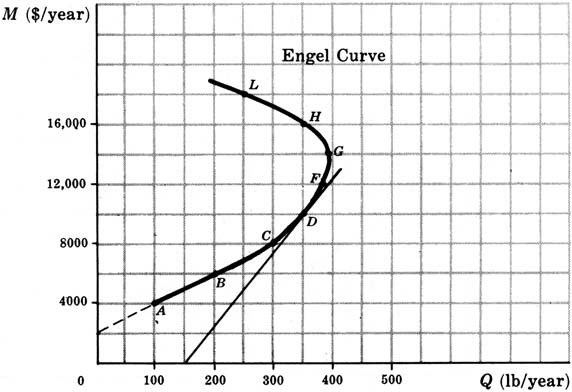 M ($/year)
Engel Curve
L
16,000
H
G
12,000
F
D
C
8000
B
4000
A
0
100
200
300
400
500
Q (lb/year)